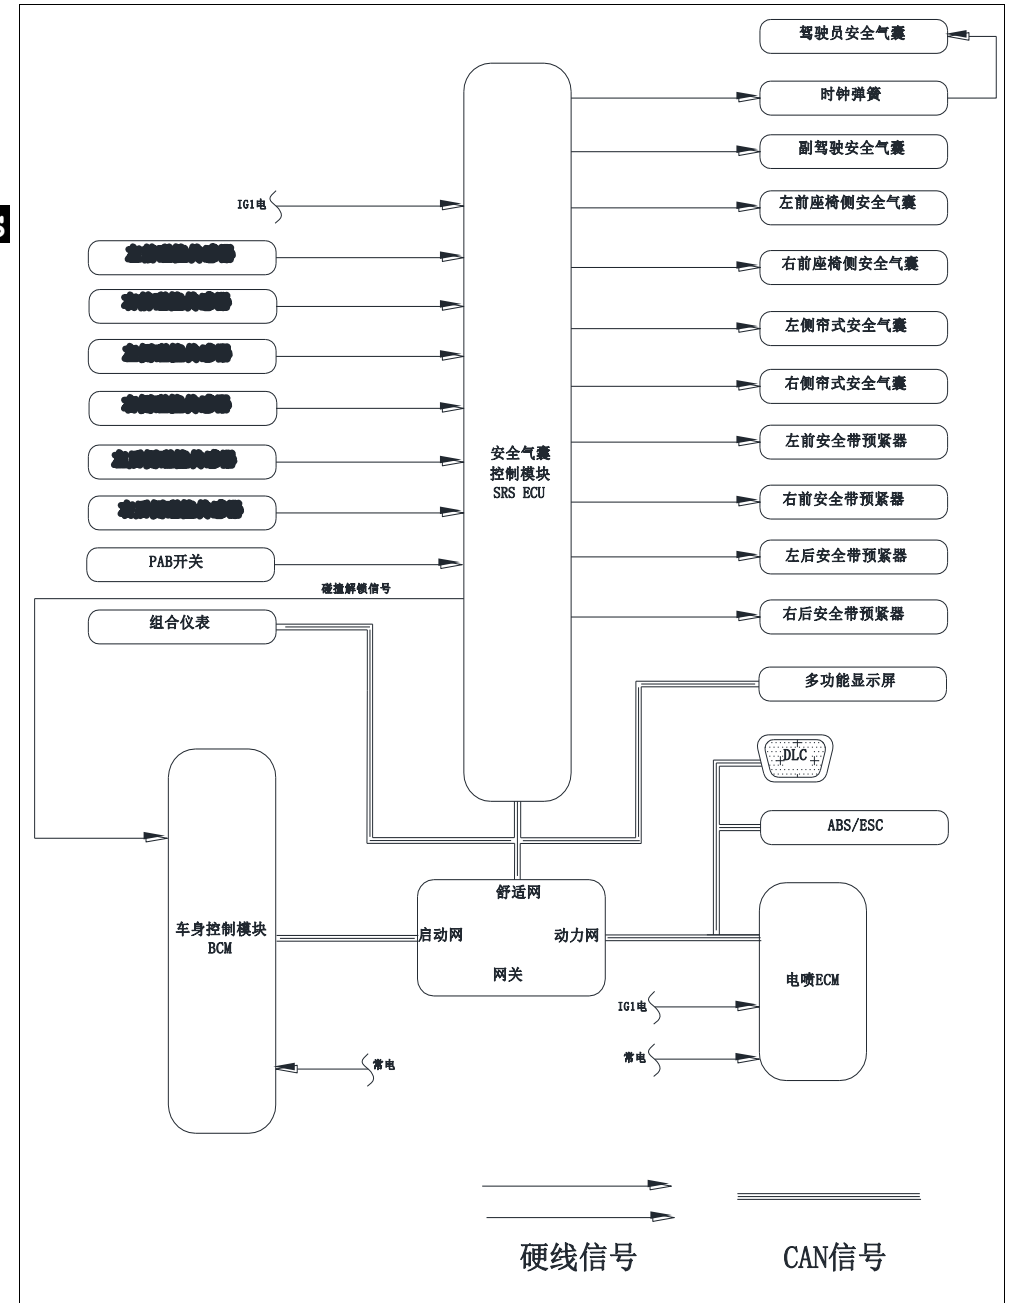 驾驶员安全气囊
时钟弹簧
副驾驶安全气囊
IG1电
左前座椅侧安全气囊
右前座椅侧安全气囊
左侧帘式安全气囊
右侧帘式安全气囊
左前安全带预紧器
安全气囊
控制模块
SRS ECU
右前安全带预紧器
左后安全带预紧器
PAB开关
碰撞解锁信号
右后安全带预紧器
组合仪表
多功能显示屏
DLC
ABS/ESC
舒适网
车身控制模块
BCM
启动网
动力网
网关
电喷ECM
IG1电
常电
常电
硬线信号
CAN信号